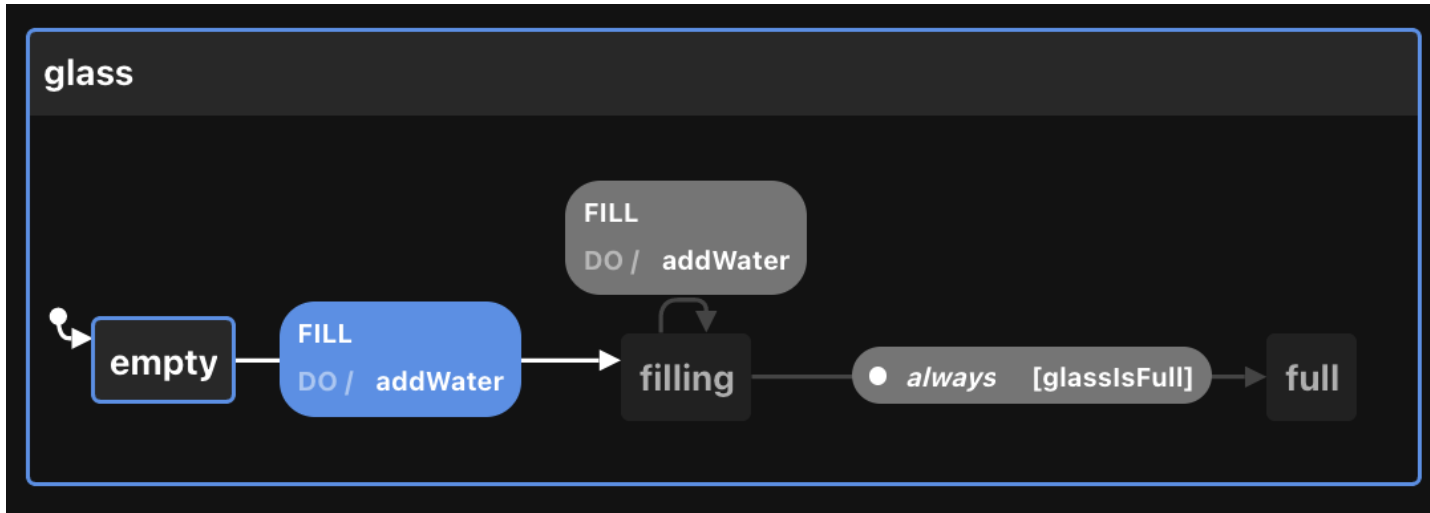 glass
FILL
DO / addWater
FILL
DO / addWater
empty
filling
always [glassIsFull]
full